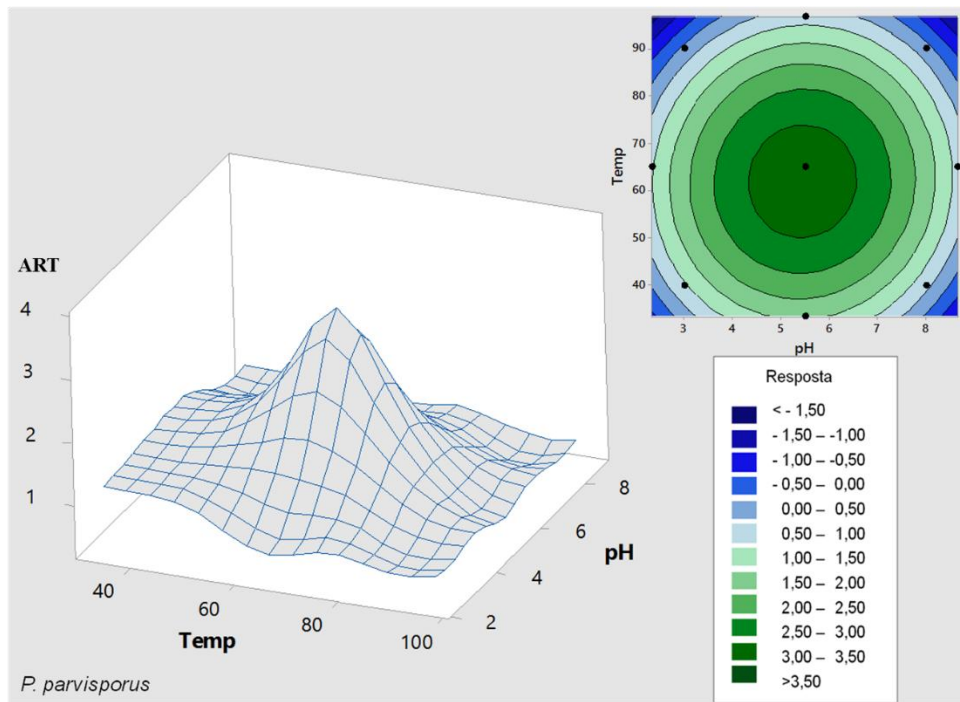 ART
4
3
2
1
40
60
80
100
Temp
2
4
6
8
pH
P. parvisporus
90
80
70
60
50
40
Temp
3 4 5 6 7 8
pH
Resposta
< - 1,50
- 1,50 – -1,00
- 1,00 – -0,50
- 0,50 – 0,00
0,00 – 0,50
0,50 – 1,00
1,00 – 1,50
1,50 – 2,00
2,00 – 2,50
2,50 – 3,00
3,00 – 3,50
>3,50